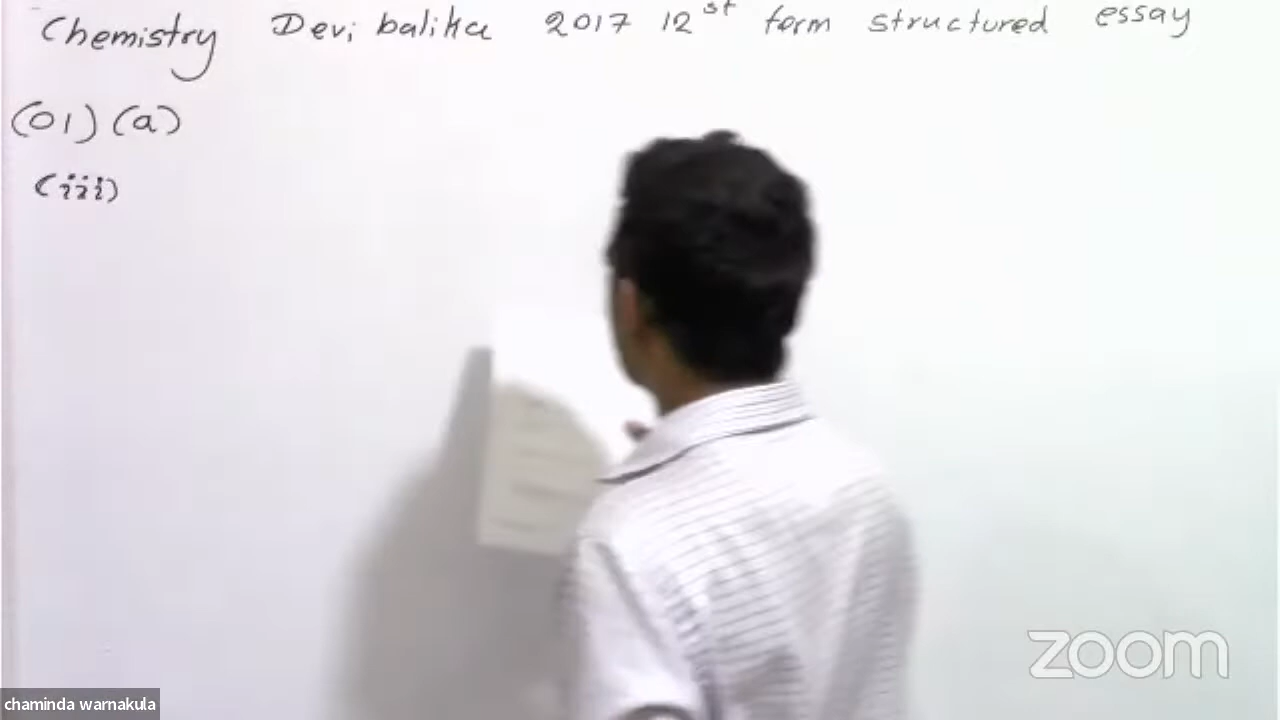 Chemistry Devi balika 2017 12st form structured essay
(01) (a)
(iii)
zoom
chaminda warnakula